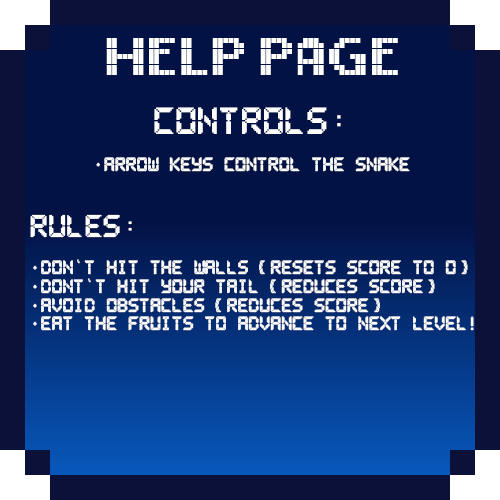 HELP PAGE
CONTROLS:
·ARROW KEYS CONTROL THE SNAKE
RULES:
·DON'T HIT THE WALLS (RESETS SCORE TO 0)
·DONT'T HIT YOUR TAIL (REDUCES SCORE)
·AVOID OBSTACLES (REDUCES SCORE)
·EAT THE FRUITS TO ADVANCE TO NEXT LEVEL!